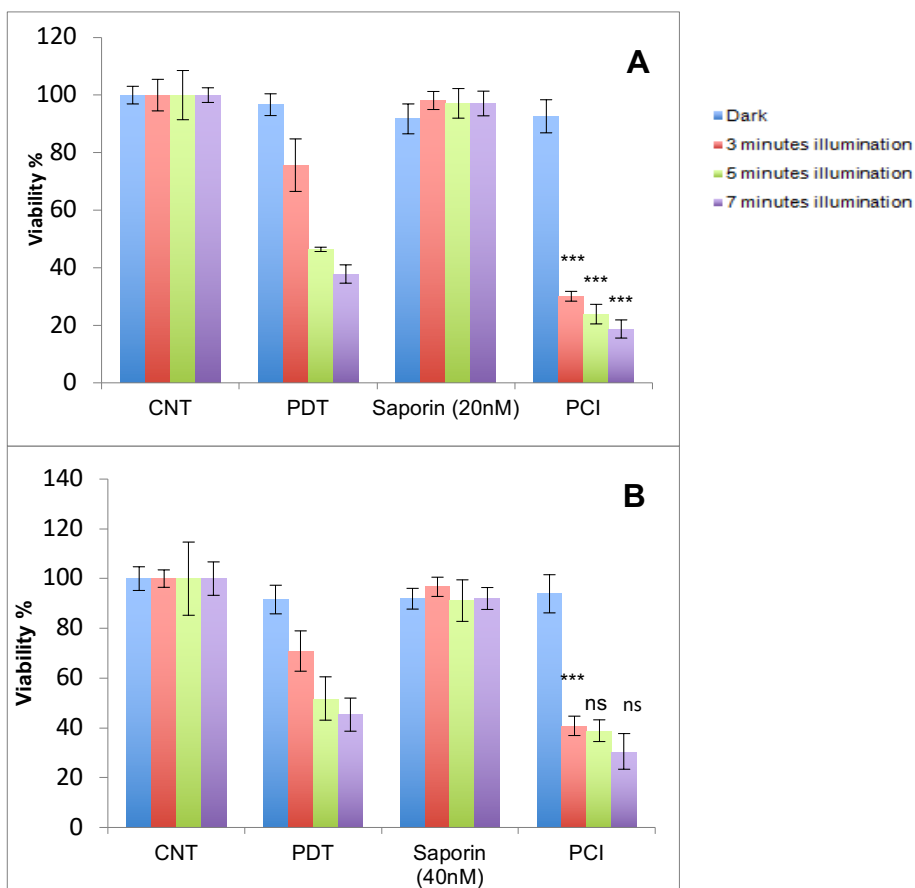 120
100
80
60
40
20
0
Viability %
A
***
***
***
CNT
PDT
Saporin (20nM)
PCI
Dark
3 minutes illumination
5 minutes illumination
7 minutes illumination
140
120
100
80
60
40
20
0
Viability %
B
***
ns
ns
CNT
PDT
Saporin
(40nM)
PCI